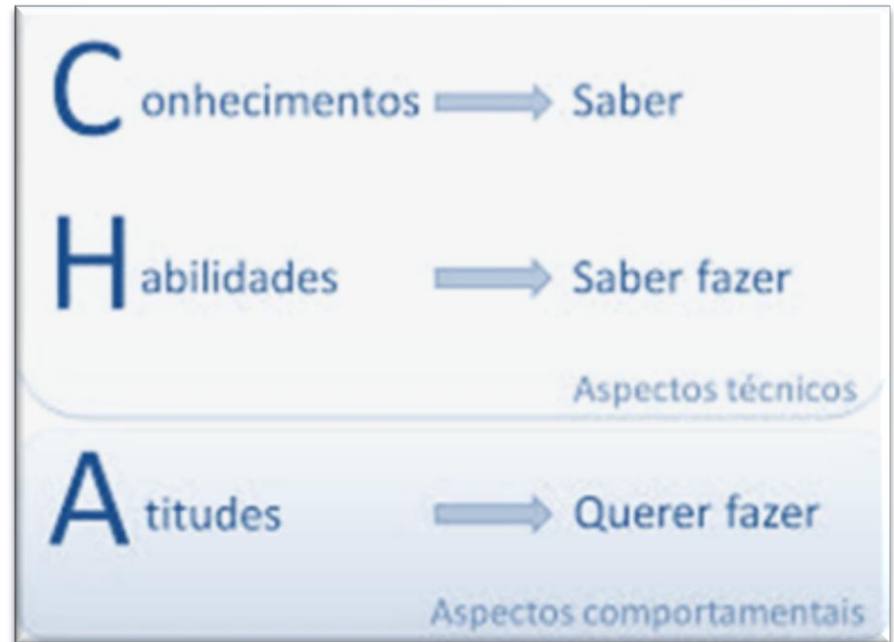 Conhecimentos Saber
Habilidades Saber fazer
Aspectos técnicos
Atitudes Querer fazer
Aspectos comportamentais